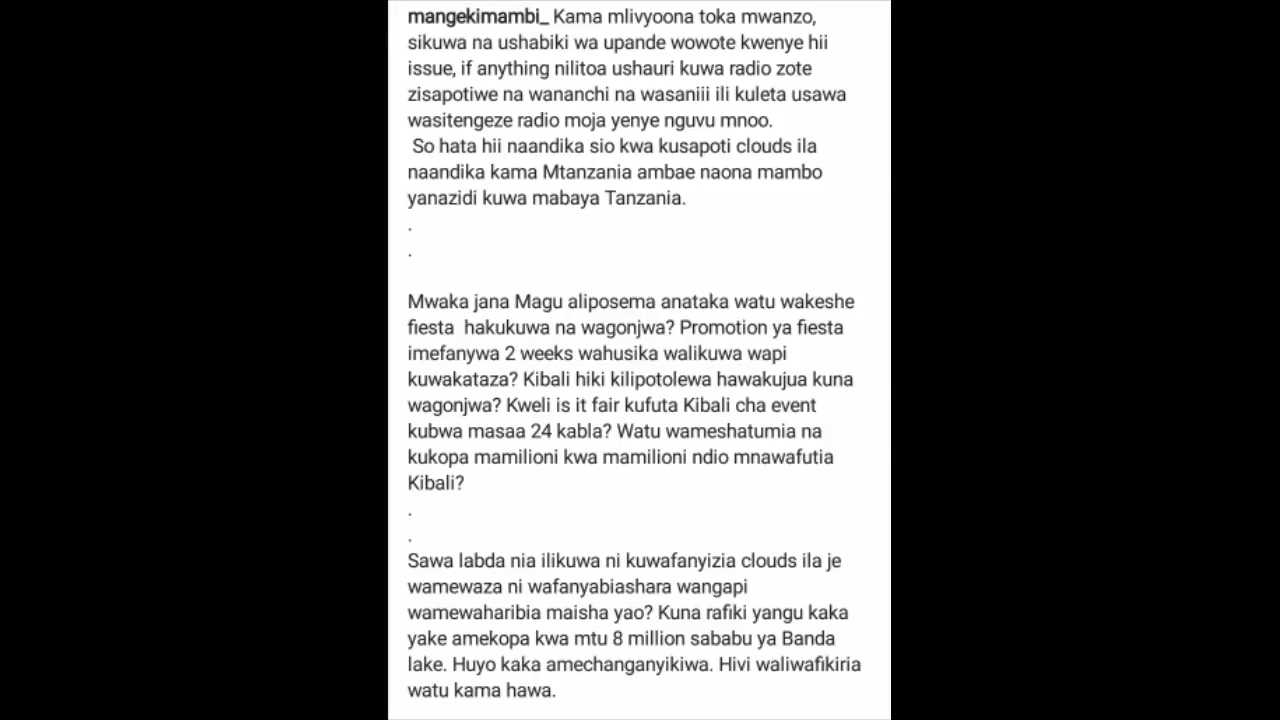 mangekimambi_ Kama mlivyoona toka mwanzo,
sikuwa na ushabiki wa upande wowote kwenye hii
issue, if anything nilitoa ushauri kuwa radio zote
zisapotiwe na wananchi na wasaniii ili kuleta usawa
wasitengeze radio moja yenye nguvu mnoo.
So hata hii naandika sio kwa kusapoti clouds ila
naandika kama Mtanzania ambae naona mambo
yanazidi kuwa mabaya Tanzania.
.
.
Mwaka jana Magu aliposema anataka watu wakeshe
fiesta hakukuwa na wagonjwa? Promotion ya fiesta
imefanywa 2 weeks wahusika walikuwa wapi
kuwakataza? Kibali hiki kilipotolewa hawakujua kuna
wagonjwa? Kweli is it fair kufuta Kibali cha event
kubwa masaa 24 kabla? Watu wameshatumia na
kukopa mamilioni kwa mamilioni ndio mnawafutia
Kibali?
.
.
Sawa labda nia ilikuwa ni kuwafanyizia clouds ila je
wamewaza ni wafanyabiashara wangapi
wamewaharibia maisha yao? Kuna rafiki yangu kaka
yake amekopa kwa mtu 8 million sababu ya Banda
lake. Huyo kaka amechanganyikiwa. Hivi waliwafikiria
watu kama hawa.